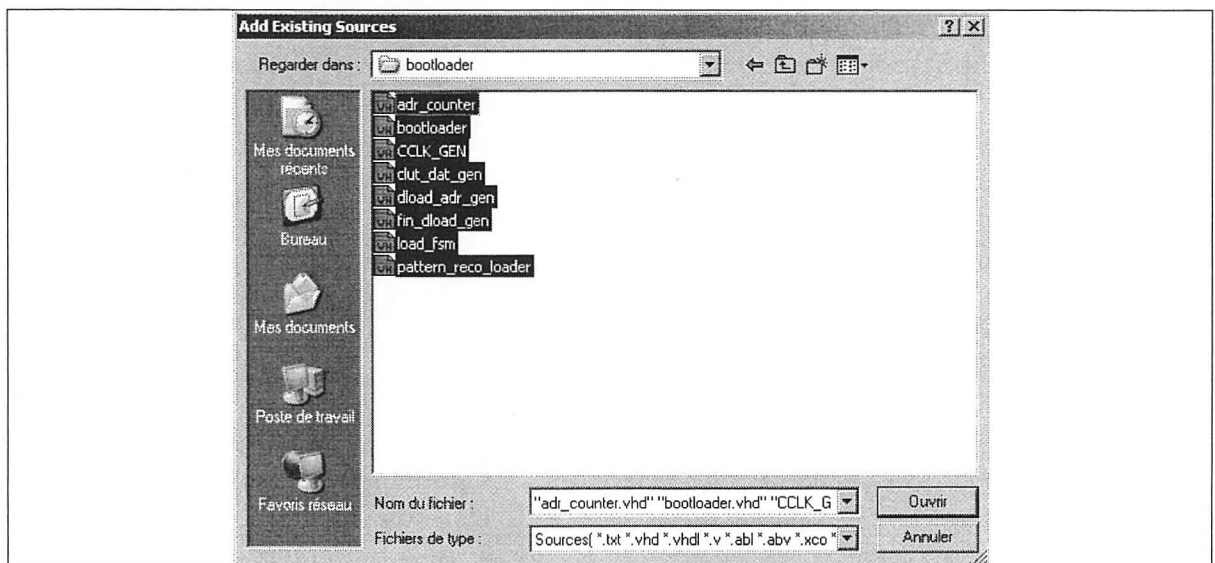 Add Existing Sources
Regarder dans :
bootloader
adr_counter
bootloader
CCLK_GEN
clut_dat_gen
dload_adr_gen
fin_dload_gen
load_fsm
pattern_reco_loader
Mes documents
récents
Bureau
Mes documents
Poste de travail
Favoris réseau
Nom du fichier :
"adr_counter.vhd" "bootloader.vhd" "CCLK_G
Ouvrir
Fichiers de type :
Sources( *.txt *.vhd *.vhdl *.v *.abl *.abv *.xco *
Annuler